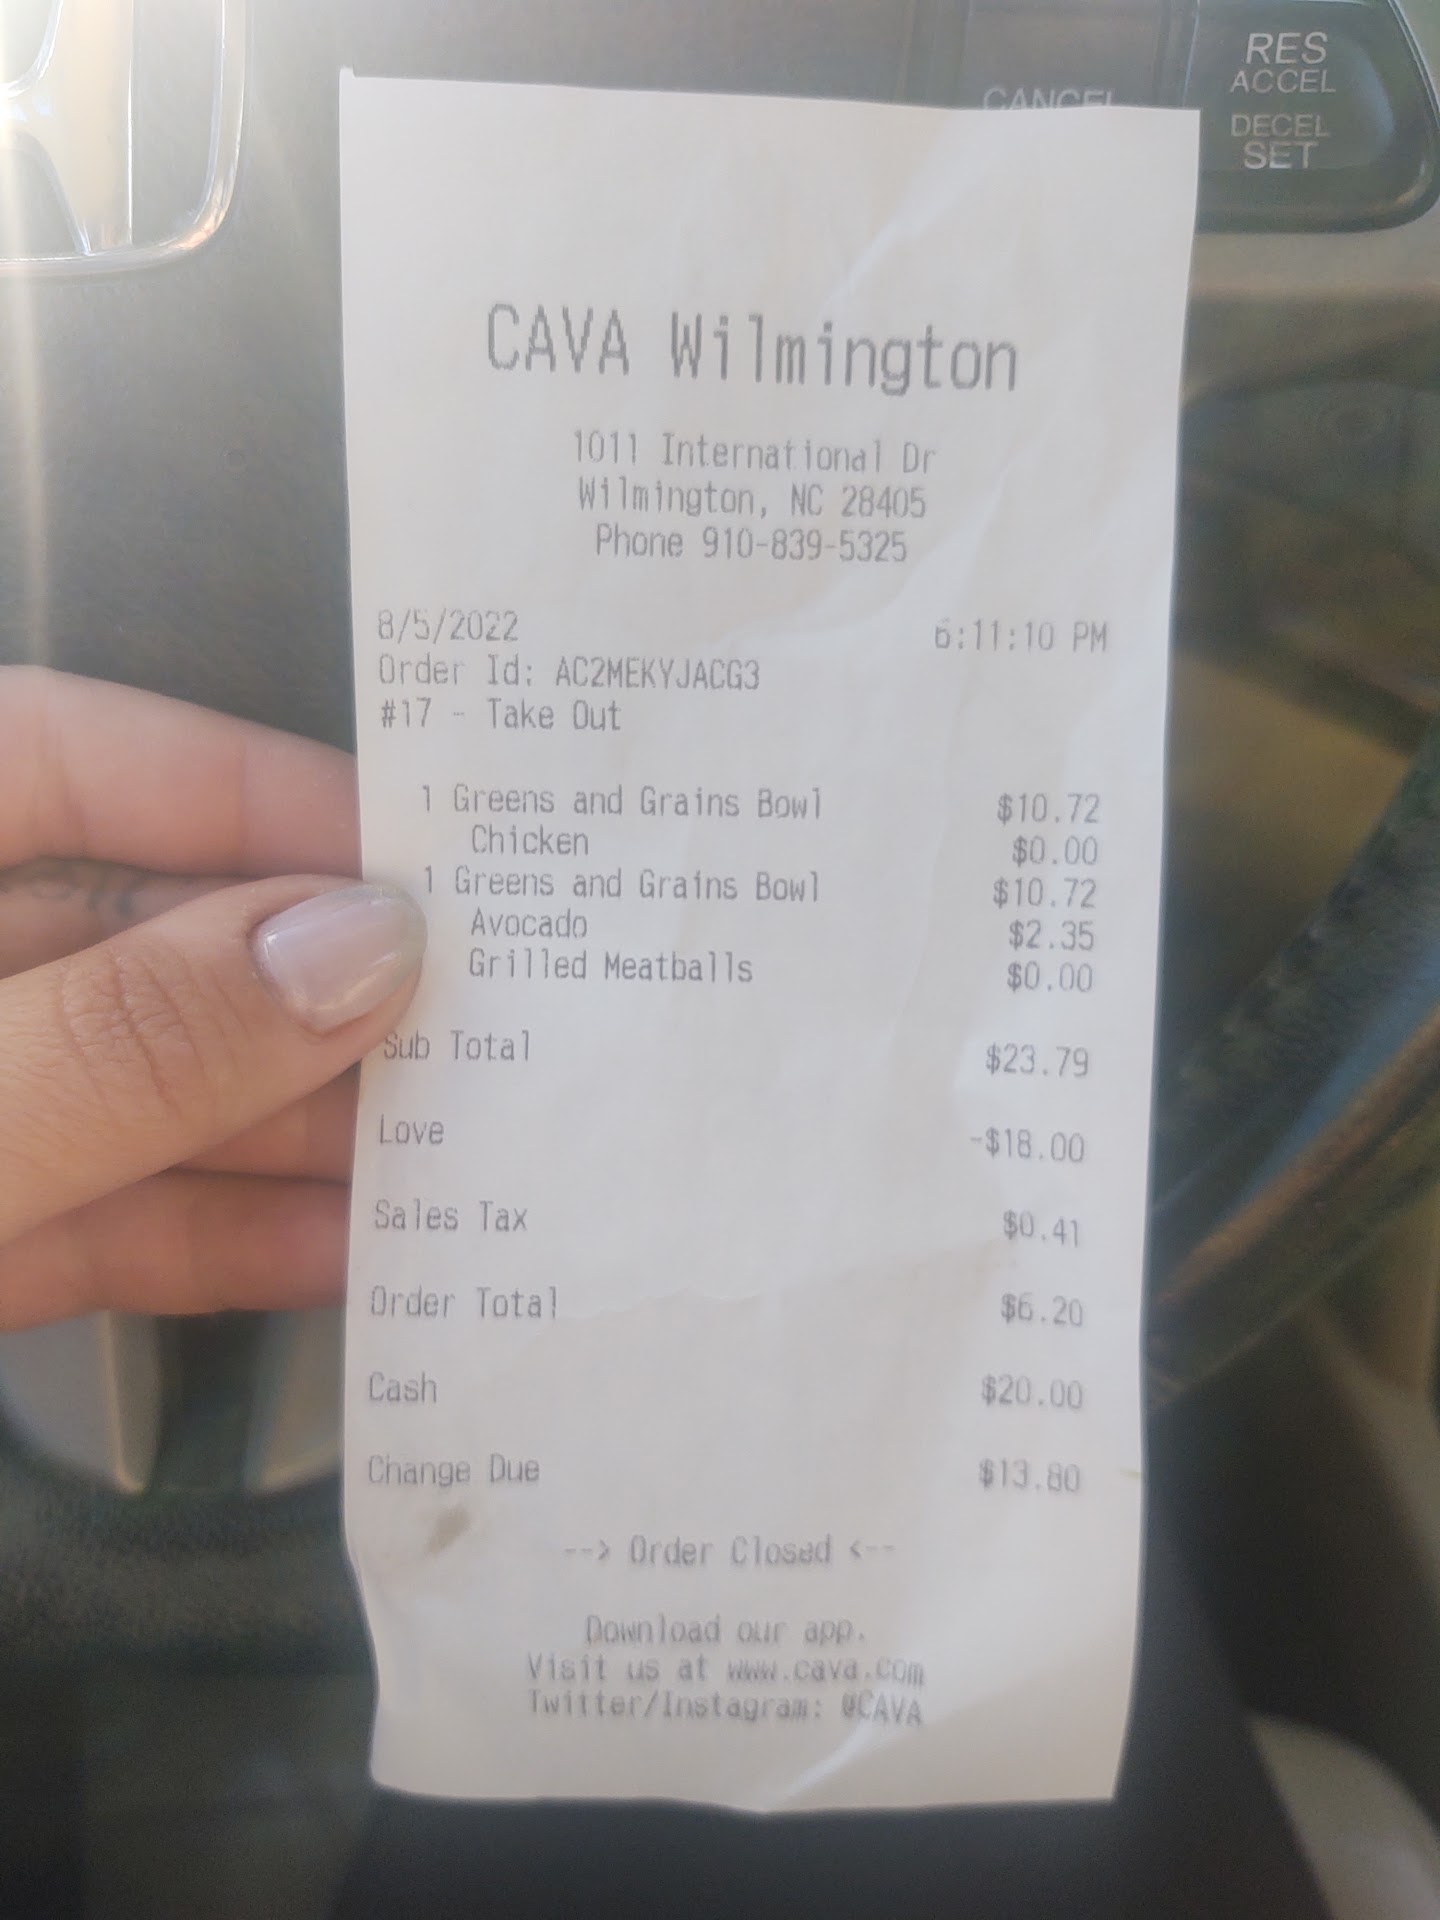 CANCEL
RES
ACCEL
DECEL
SET
CAVA Wilmington
1011 International Dr
Wilmington, NC 28405
Phone 910-839-5325
8/5/2022 6:11:10 PM
Order Id: AC2MEKYJACG3
#17 - Take Out
1 Greens and Grains Bowl $10.72
Chicken $0.00
1 Greens and Grains Bowl $10.72
Avocado $2.35
Grilled Meatballs $0.00
Sub Total $23.79
Love -$18.00
Sales Tax $0.41
Order Total $6.20
Cash $20.00
Change Due $13.80
--> Order Closed <--
Download our app.
Visit us at www.cava.com
Twitter/Instagram: @CAVA